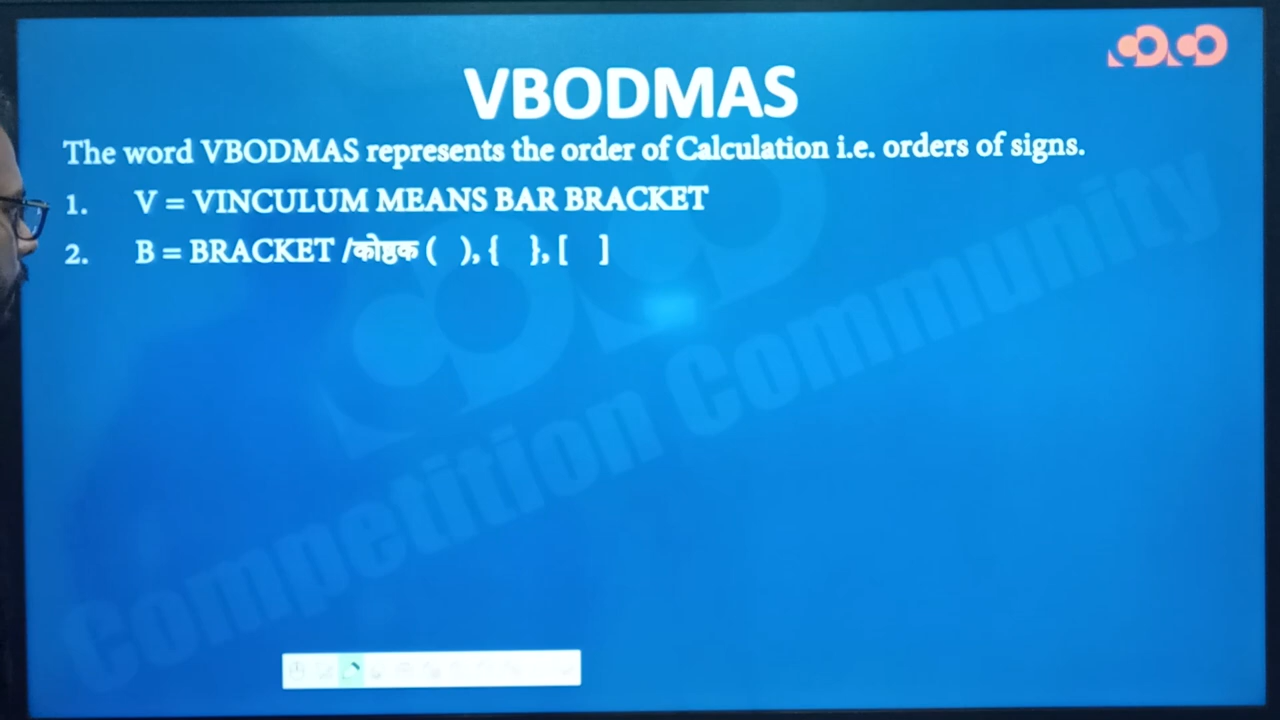 VBODMAS
The word VBODMAS represents the order of Calculation i.e. orders of signs.
1. V = VINCULUM MEANS BAR BRACKET
2. B = BRACKET /कोष्ठक ( ), { }, [ ]
Competition Community